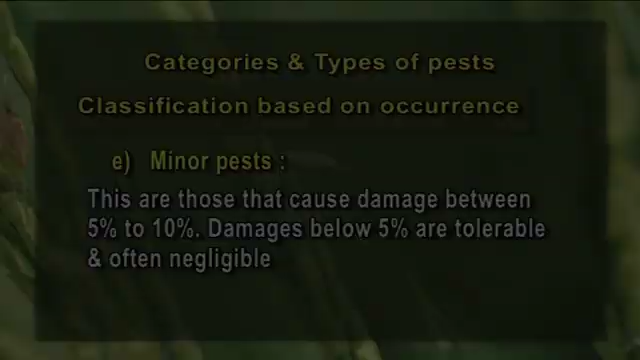 Categories & Types of pests
Classification based on occurrence
e) Minor pests :
This are those that cause damage between
5% to 10%. Damages below 5% are tolerable
& often negligible